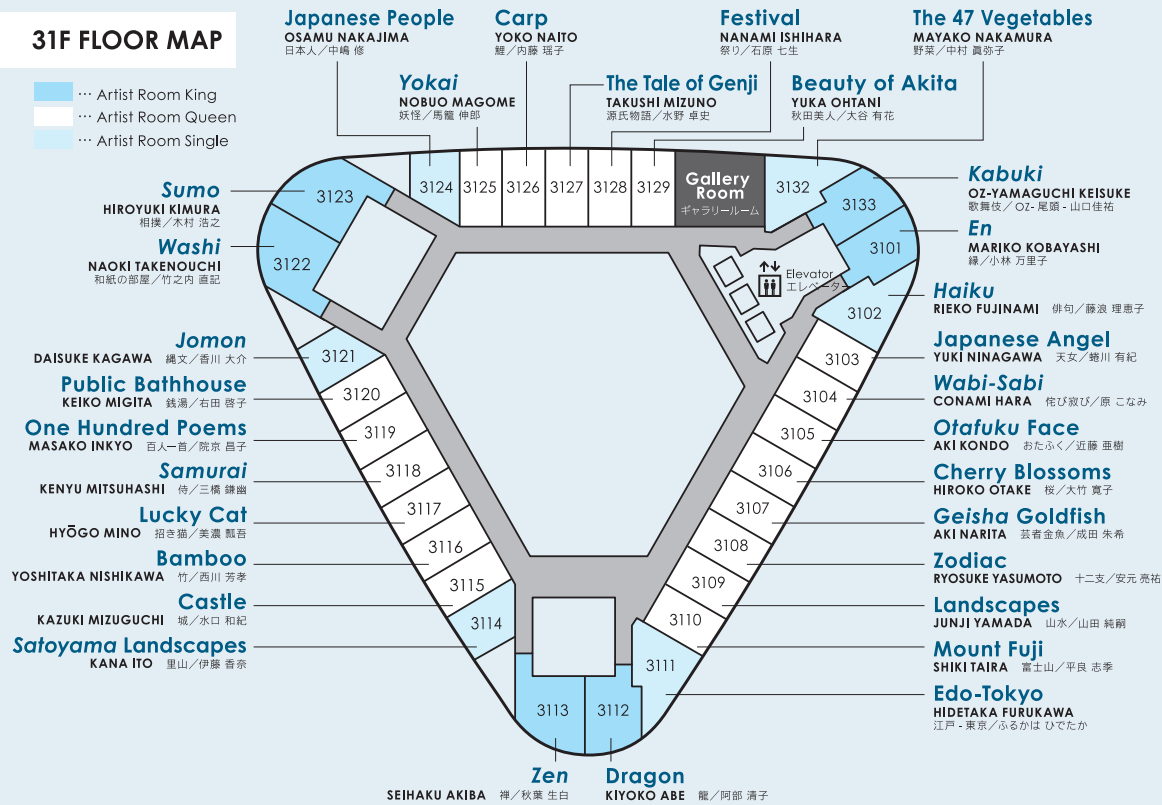 31F FLOOR MAP
… Artist Room King
… Artist Room Queen
… Artist Room Single
Japanese People
OSAMU NAKAJIMA
日本人／中嶋 修
Carp
YOKO NAITO
鯉／内藤 瑶子
Festival
NANAMI ISHIHARA
祭り／石原 七生
The 47 Vegetables
MAYAKO NAKAMURA
野菜／中村 眞弥子
Yokai
NOBUO MAGOME
妖怪／馬籠 伸郎
The Tale of Genji
TAKUSHI MIZUNO
源氏物語／水野 卓史
Beauty of Akita
YUKA OHTANI
秋田美人／大谷 有花
Sumo
HIROYUKI KIMURA
相撲／木村 浩之
Washi
NAOKI TAKENOUCHI
和紙の部屋／竹之内 直記
Jomon
DAISUKE KAGAWA 縄文／香川 大介
Public Bathhouse
KEIKO MIGITA 銭湯／右田 啓子
One Hundred Poems
MASAKO INKYO 百人一首／院京 昌子
Samurai
KENYU MITSUHASHI 侍／三橋 鎌幽
Lucky Cat
HYŌGO MINO 招き猫／美濃 瓢吾
Bamboo
YOSHITAKA NISHIKAWA 竹／西川 芳孝
Castle
KAZUKI MIZUGUCHI 城／水口 和紀
Satoyama Landscapes
KANA ITO 里山／伊藤 香奈
3124
3125
3126
3127
3128
3129
Gallery
Room
ギャラリールーム
3132
3133
3101
3102
3103
3104
3105
3106
3107
3108
3109
3110
3111
3112
3113
3114
3115
3116
3117
3118
3119
3120
3121
3122
3123
Elevator
エレベーター
Kabuki
OZ-YAMAGUCHI KEISUKE
歌舞伎／OZ- 尾頭 - 山口佳祐
En
MARIKO KOBAYASHI
縁／小林 万里子
Haiku
RIEKO FUJINAMI 俳句／藤浪 理恵子
Japanese Angel
YUKI NINAGAWA 天女／蜷川 有紀
Wabi-Sabi
CONAMI HARA 侘び寂び／原 こなみ
Otafuku Face
AKI KONDO おたふく／近藤 亜樹
Cherry Blossoms
HIROKO OTAKE 桜／大竹 寛子
Geisha Goldfish
AKI NARITA 芸者金魚／成田 朱希
Zodiac
RYOSUKE YASUMOTO 十二支／安元 亮祐
Landscapes
JUNJI YAMADA 山水／山田 純嗣
Mount Fuji
SHIKI TAIRA 富士山／平良 志季
Edo-Tokyo
HIDETAKA FURUKAWA
江戸 - 東京／ふるかは ひでたか
Zen
SEIHAKU AKIBA 禅／秋葉 生白
Dragon
KIYOKO ABE 龍／阿部 清子